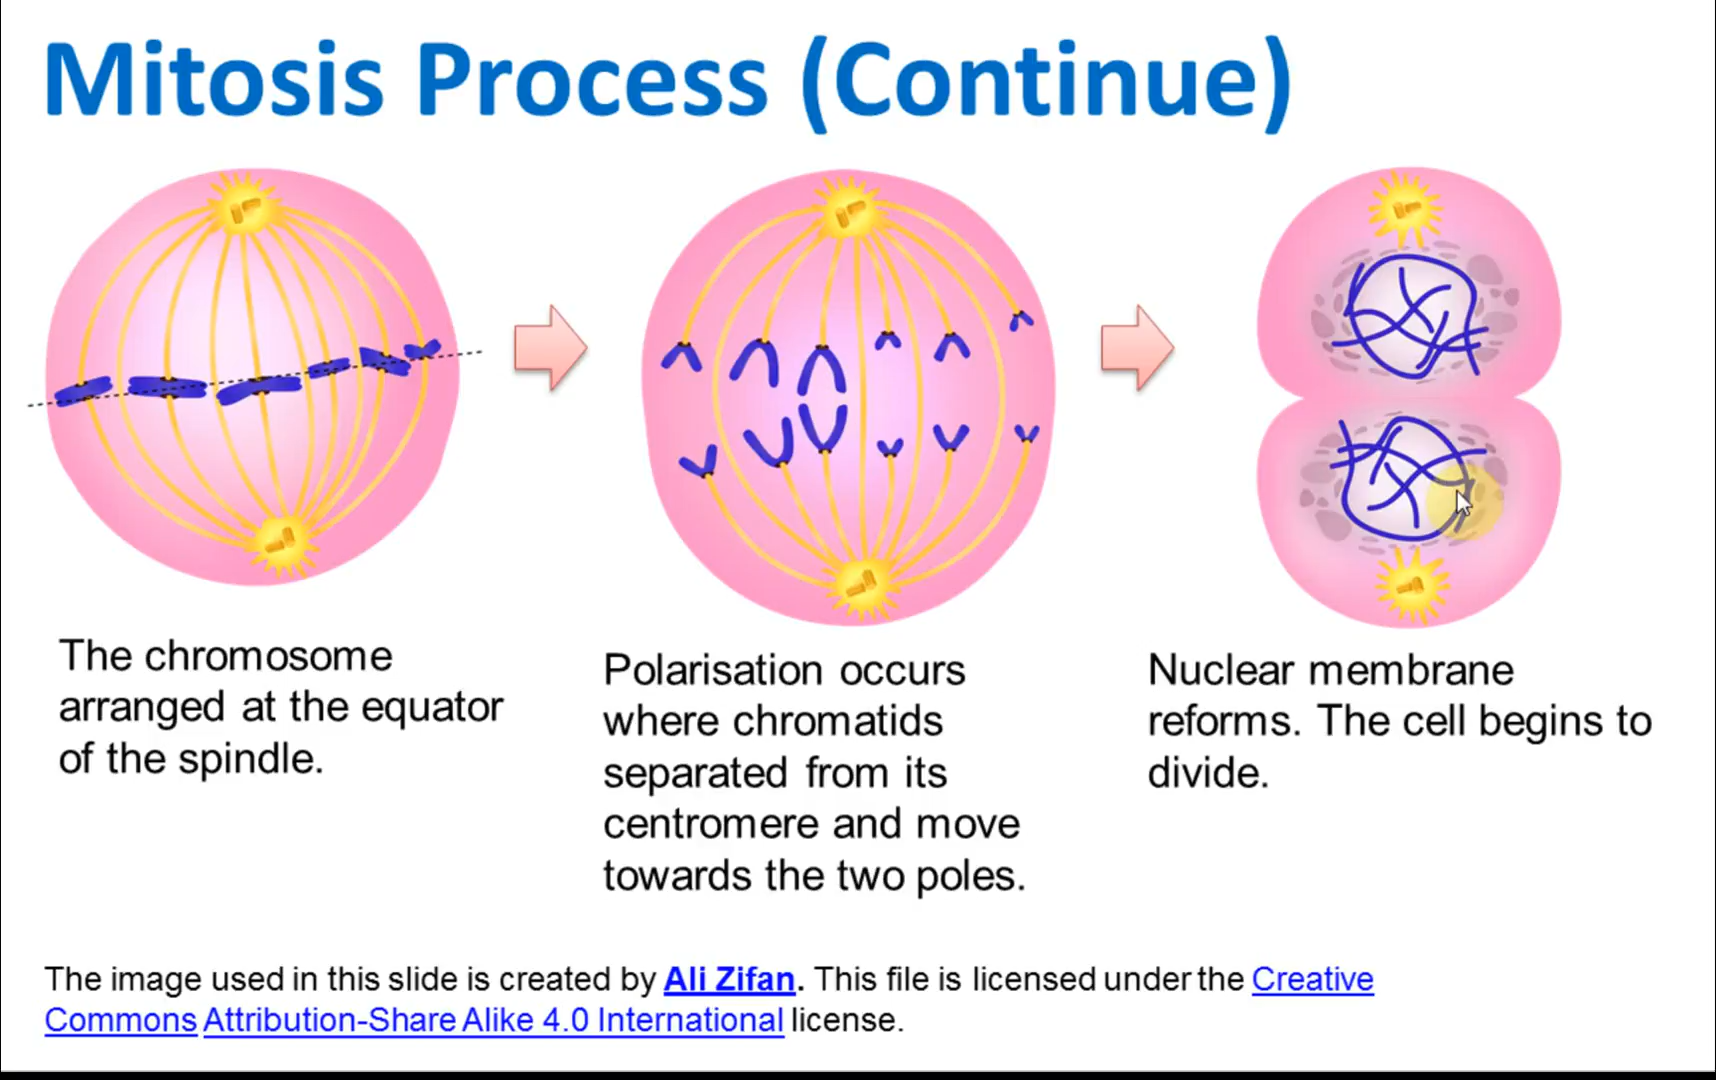 Mitosis Process (Continue)
The chromosome
arranged at the equator
of the spindle.
Polarisation occurs
where chromatids
separated from its
centromere and move
towards the two poles.
Nuclear membrane
reforms. The cell begins to
divide.
The image used in this slide is created by Ali Zifan. This file is licensed under the Creative
Commons Attribution-Share Alike 4.0 International license.